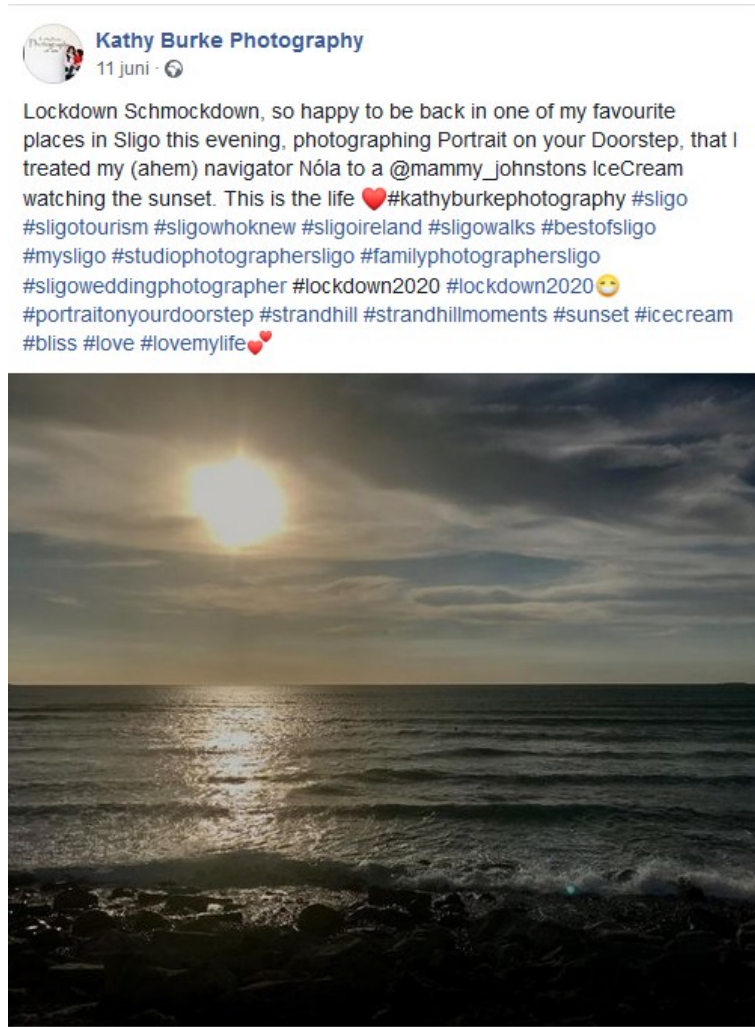 Kathy Burke Photography
11 juni ·
Lockdown Schmockdown, so happy to be back in one of my favourite
places in Sligo this evening, photographing Portrait on your Doorstep, that I
treated my (ahem) navigator Nóla to a @mammy_johnstons IceCream
watching the sunset. This is the life ❤️#kathyburkephotography #sligo
#sligotourism #sligowhoknew #sligoireland #sligowalks #bestofsligo
#mysligo #studiophotographersligo #familyphotographersligo
#sligoweddingphotographer #lockdown2020 #lockdown2020😷
#portraitonyourdoorstep #strandhill #strandhillmoments #sunset #icecream
#bliss #love #lovemylife💕